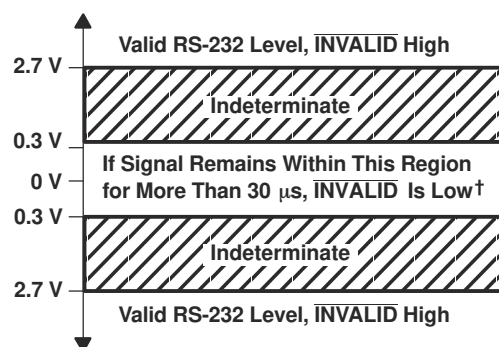 Valid RS-232 Level, INVALID High
2.7 V
Indeterminate
0.3 V
If Signal Remains Within This Region
0 V
for More Than 30 μs, INVALID Is Low†
0.3 V
Indeterminate
2.7 V
Valid RS-232 Level, INVALID High